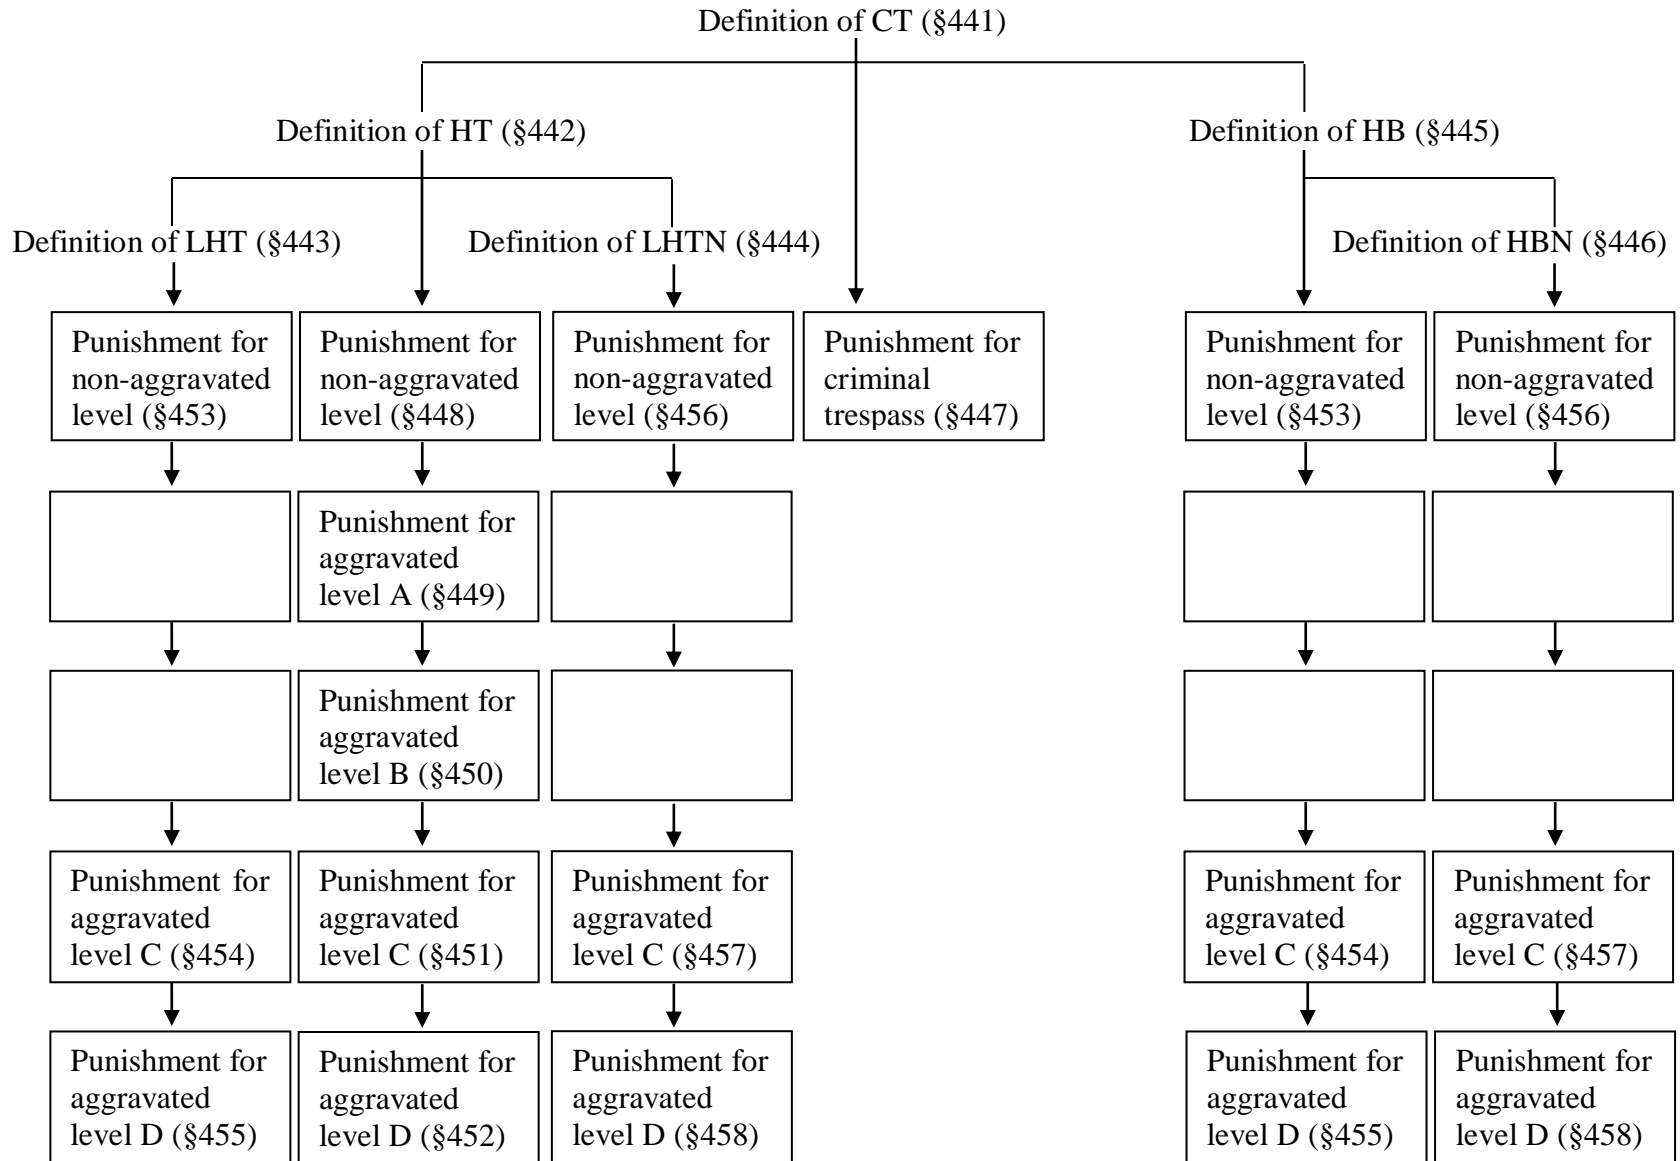 Definition of CT (§441)
Definition of HT (§442)
Definition of HB (§445)
Definition of LHT (§443)
Definition of LHTN (§444)
Definition of HBN (§446)
Punishment for
non-aggravated
level (§453)
Punishment for
non-aggravated
level (§448)
Punishment for
non-aggravated
level (§456)
Punishment for
criminal
trespass (§447)
Punishment for
non-aggravated
level (§453)
Punishment for
non-aggravated
level (§456)
Punishment for
aggravated
level A (§449)
Punishment for
aggravated
level B (§450)
Punishment for
aggravated
level C (§454)
Punishment for
aggravated
level C (§451)
Punishment for
aggravated
level C (§457)
Punishment for
aggravated
level C (§454)
Punishment for
aggravated
level C (§457)
Punishment for
aggravated
level D (§455)
Punishment for
aggravated
level D (§452)
Punishment for
aggravated
level D (§458)
Punishment for
aggravated
level D (§455)
Punishment for
aggravated
level D (§458)